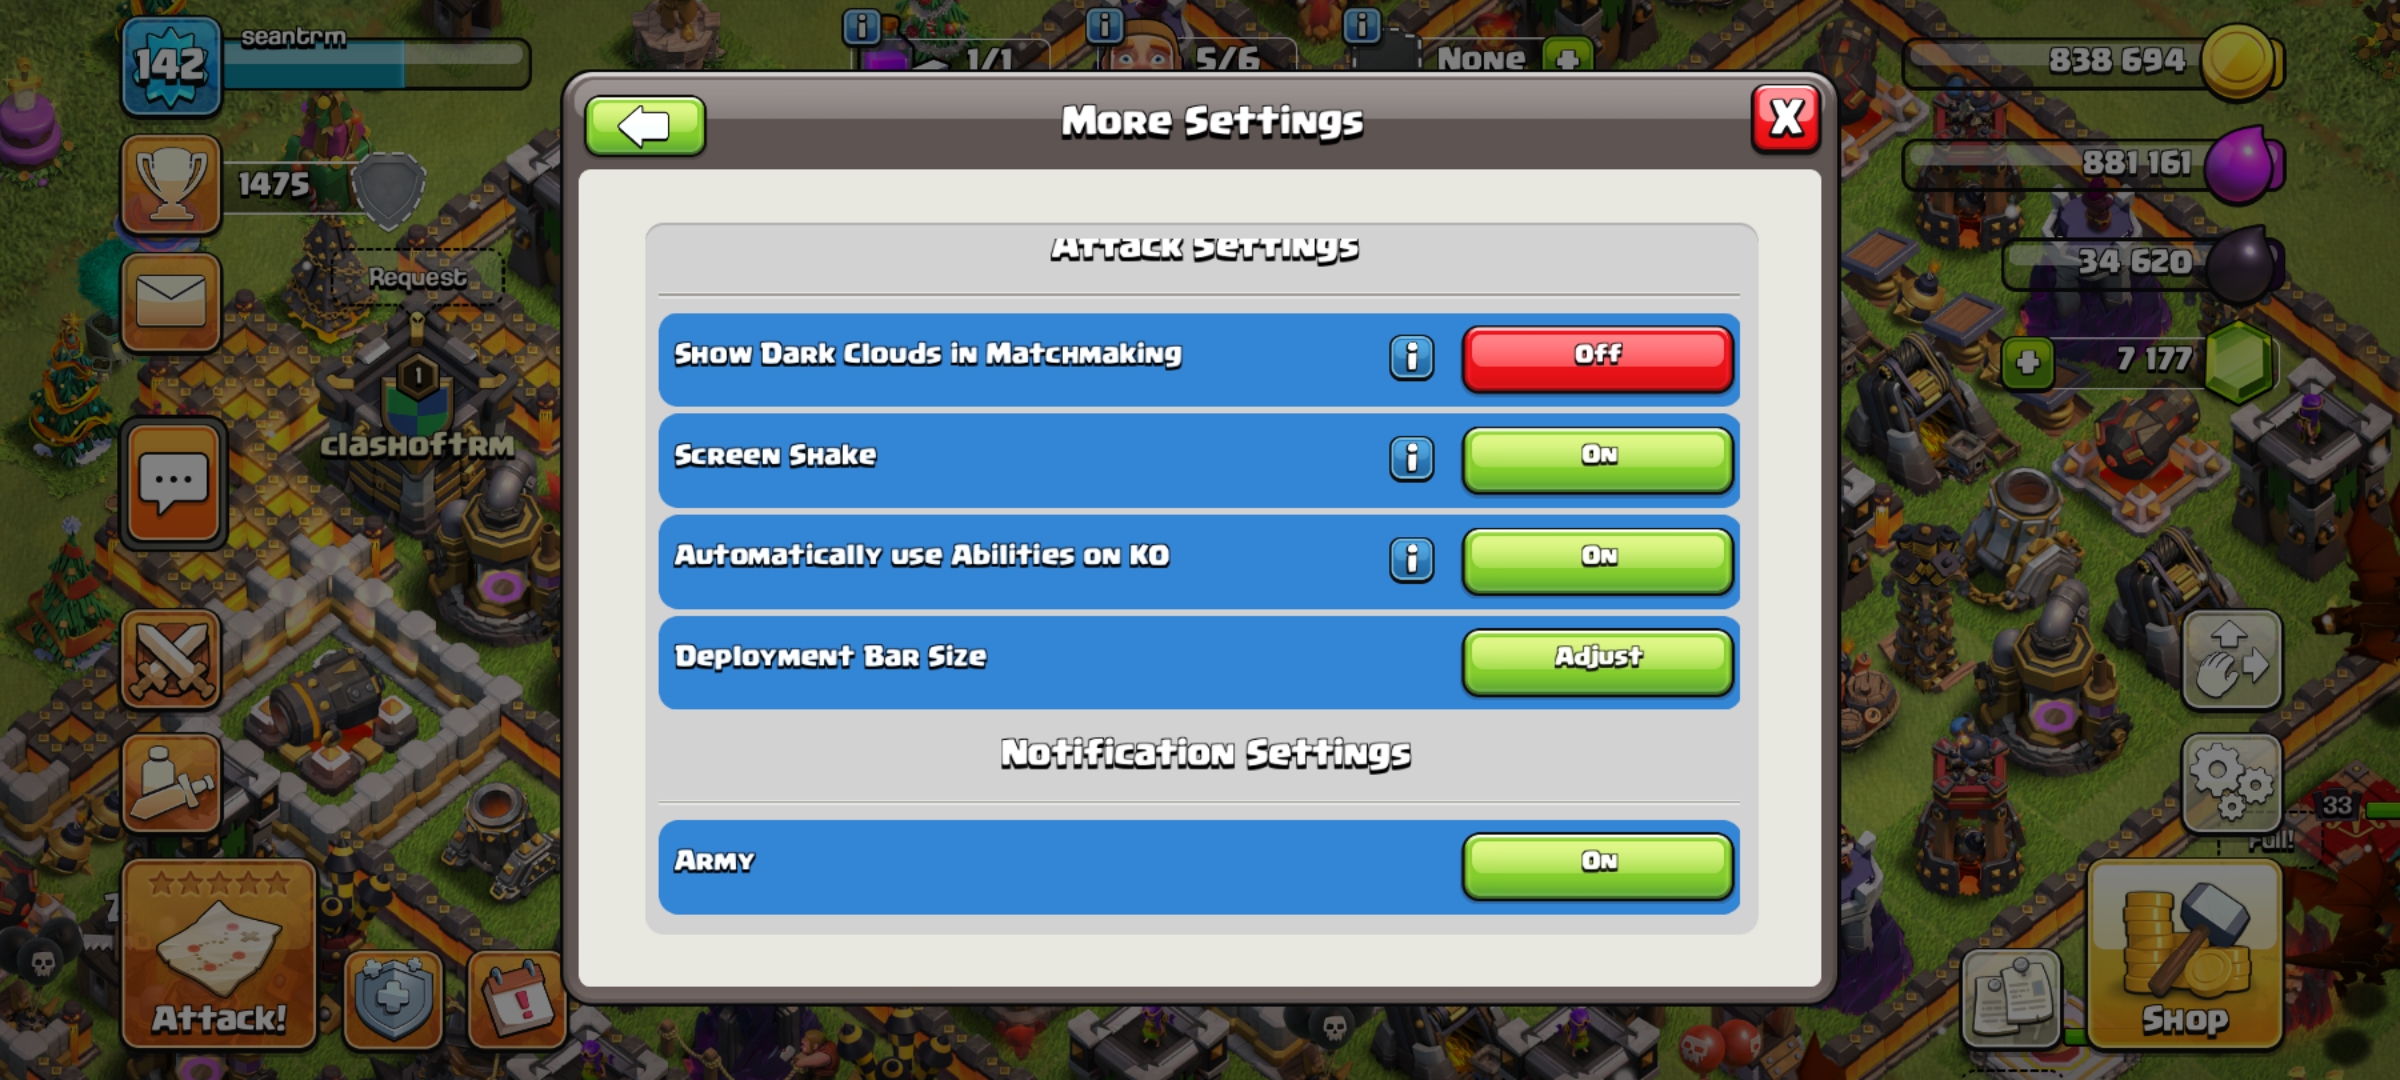 142
seantrm
1/1
5/6
None
838 694
More Settings
X
1475
881 161
Request
Attack Settings
34 620
Show Dark Clouds in Matchmaking
Off
7 177
1
clashoftRM
Screen Shake
On
Automatically use Abilities on KO
On
Deployment Bar Size
Adjust
Notification Settings
33
Full!
Army
On
Attack!
Shop